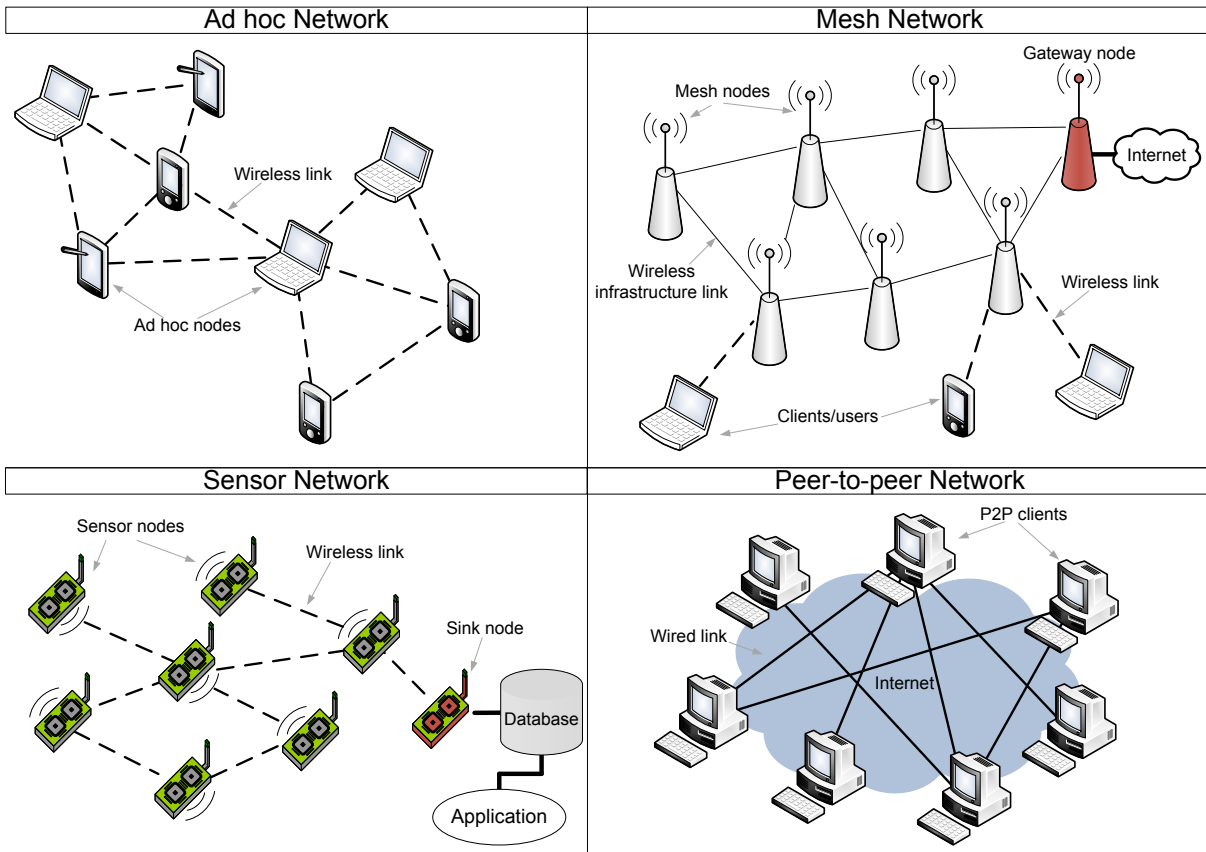 Ad hoc Network
Wireless link
Ad hoc nodes
Mesh Network
Gateway node
Mesh nodes
Internet
Wireless
infrastructure link
Wireless link
Clients/users
Sensor Network
Sensor nodes
Wireless link
Sink node
Database
Application
Peer-to-peer Network
P2P clients
Wired link
Internet